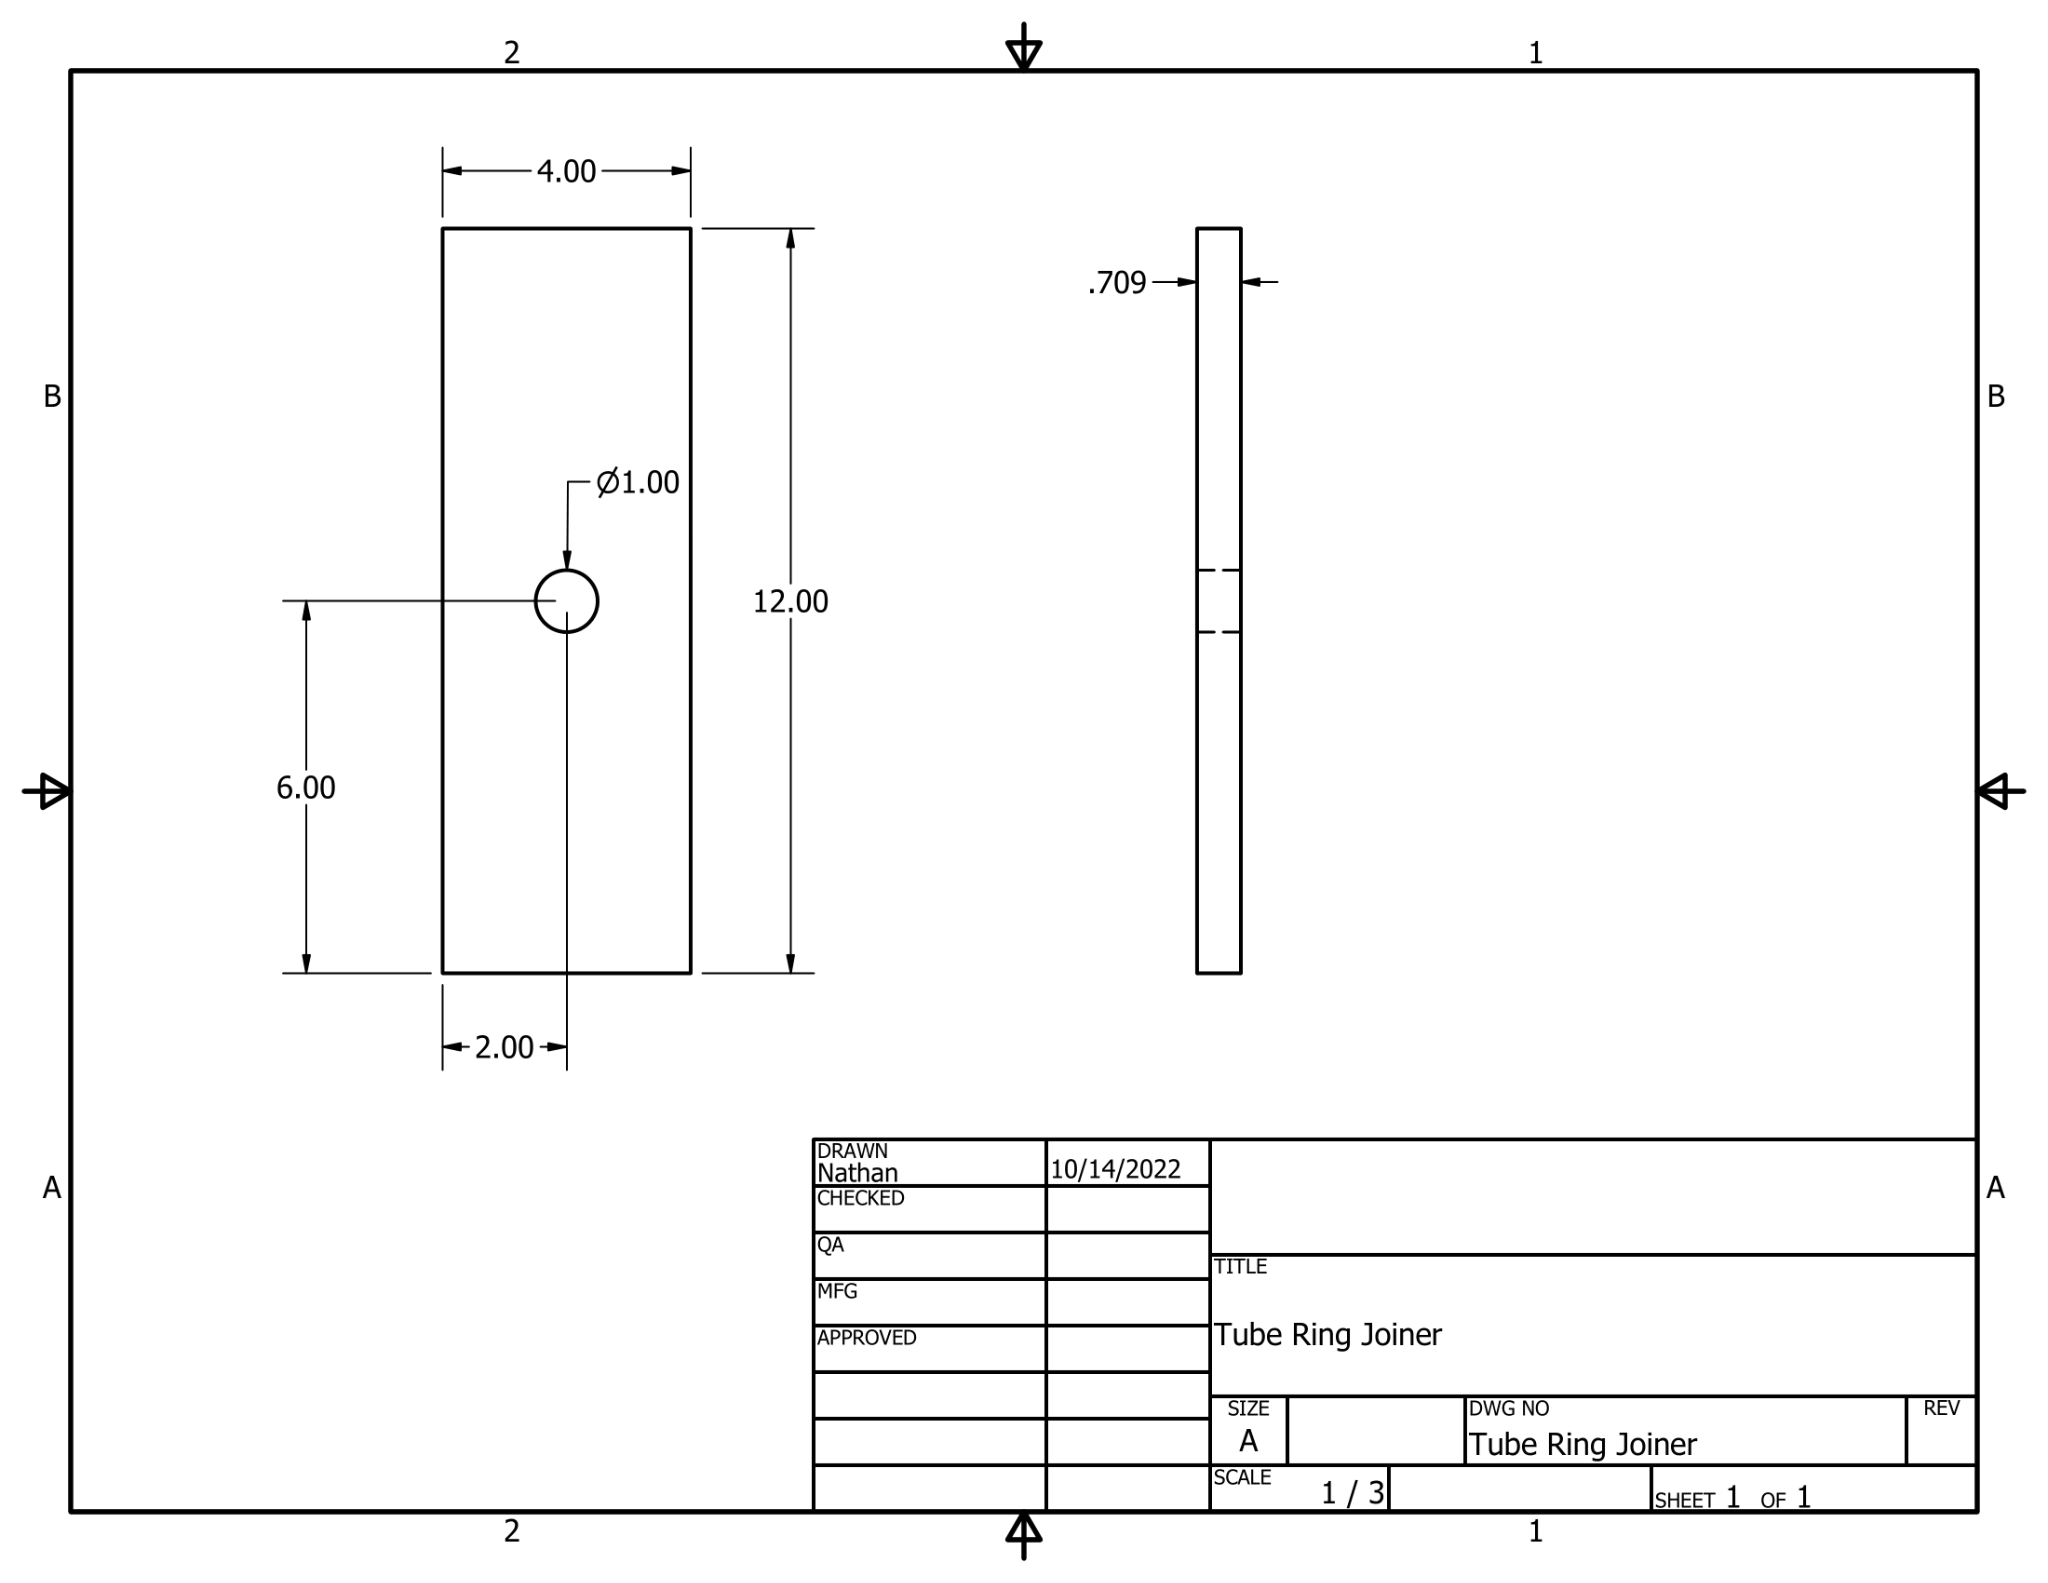 2 1
4.00
.709
B B
⌀1.00
12.00
6.00
2.00
DRAWN
Nathan 10/14/2022
CHECKED
QA
MFG
APPROVED
A A
TITLE
Tube Ring Joiner
SIZE
A
DWG NO
Tube Ring Joiner
REV
SCALE
1 / 3
SHEET 1 OF 1
2 1